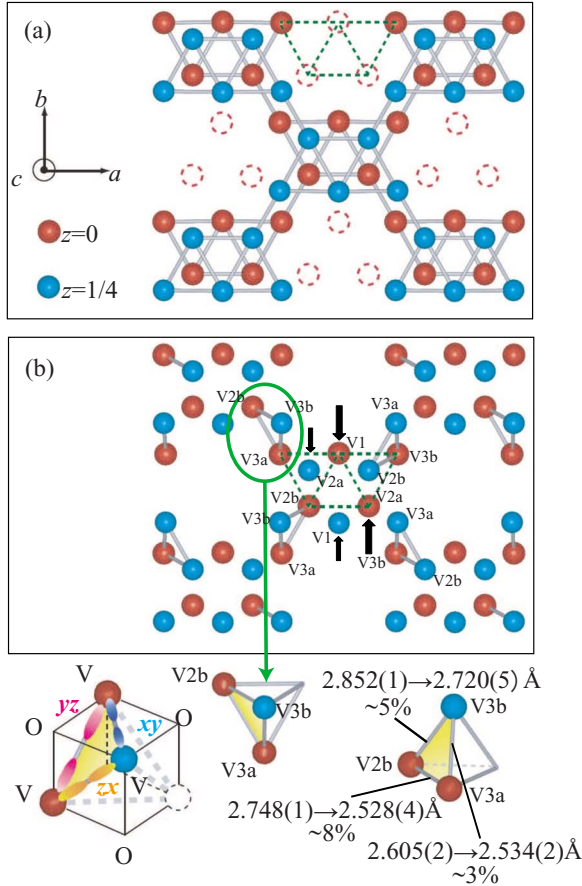 (a)
b
c
a
z=0
z=1/4
(b)
V2b
V3b
V3a
V3a
V1
V3b
V2a
V2b
V2b
V2a
V3b
V1
V3a
V3a
V3b
V2b
V
yz
xy
O
O
V
V
zx
O
V2b
V3b
V3a
2.852(1)→2.720(5) Å
~5%
V3b
V2b
V3a
2.748(1)→2.528(4)Å
~8%
2.605(2)→2.534(2)Å
~3%